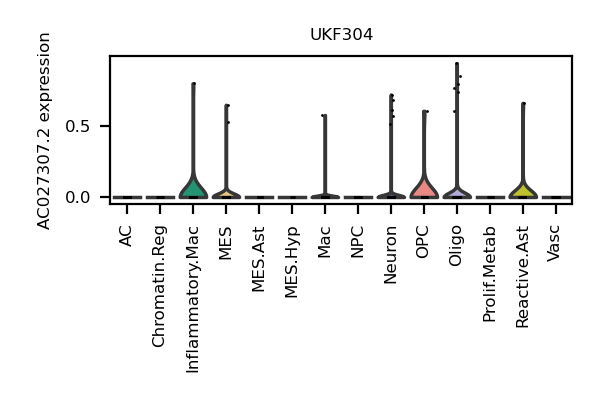 UKF304
AC027307.2 expression
0.5
0.0
AC
Chromatin.Reg
Inflammatory.Mac
MES
MES.Ast
MES.Hyp
Mac
NPC
Neuron
OPC
Oligo
Prolif.Metab
Reactive.Ast
Vasc